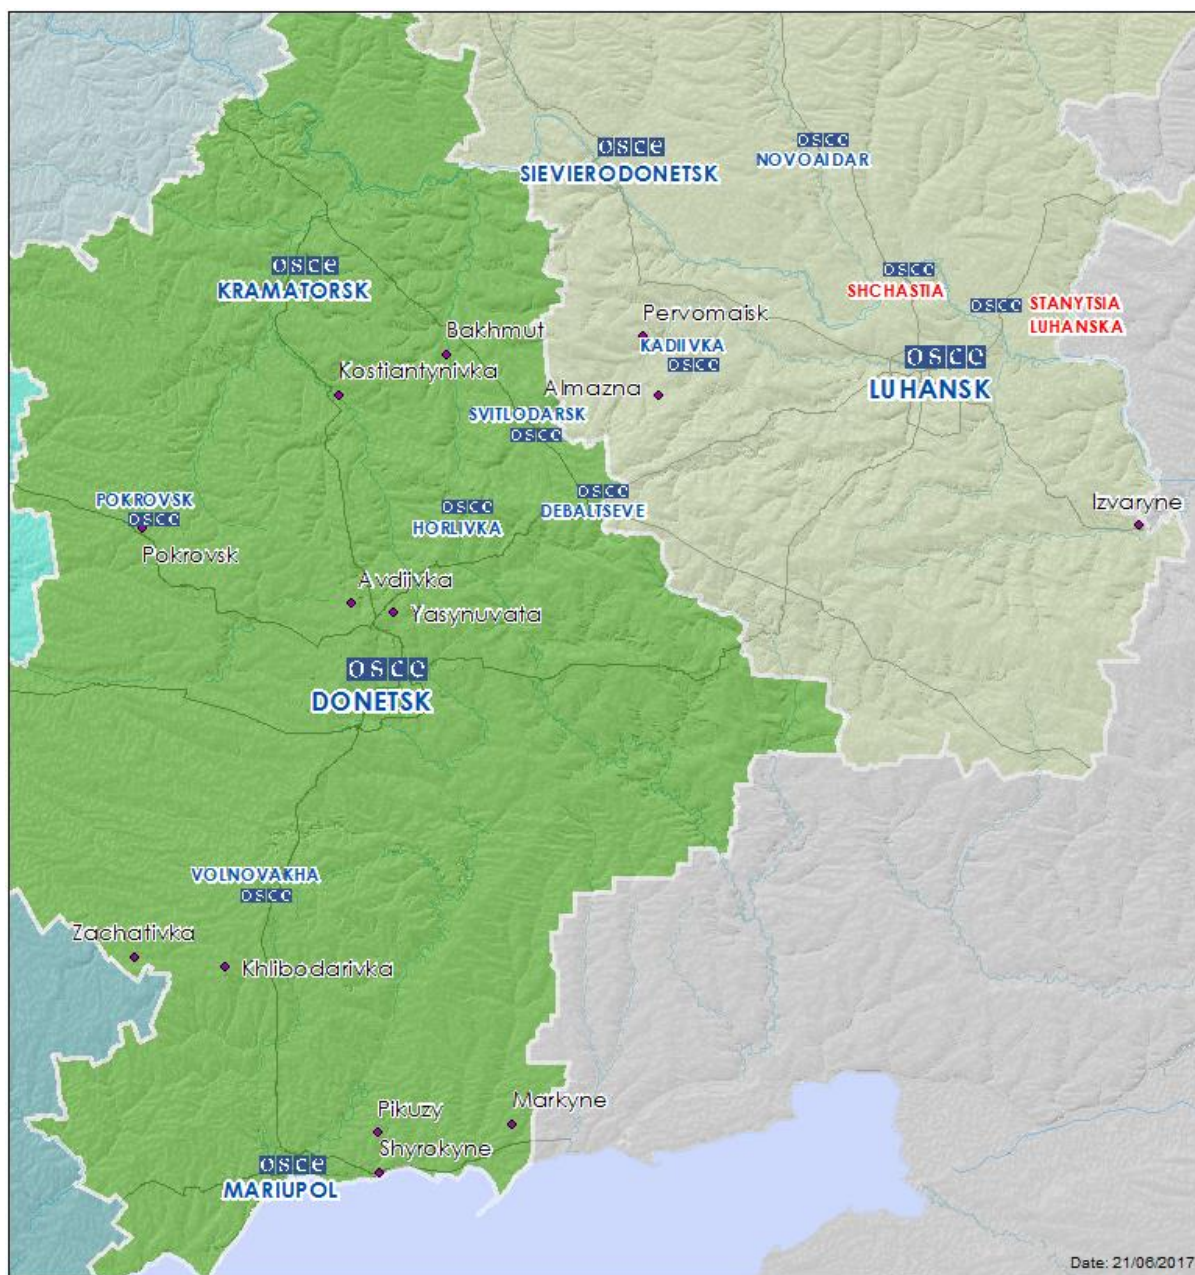 osce
SIEVIERODONETSK
osce
NOVOAIDAR
osce
KRAMATORSK
osce
SHCHASTIA
osce
STANYTSIA
LUHANSKA
Pervomaisk
KADIIVKA
osce
Bakhmut
osce
LUHANSK
Kostiantynivka
Almazna
SVITLODARSK
osce
POKROVSK
osce
Pokrovsk
osce
HORLIVKA
osce
DEBALTSEVE
Izvaryne
Avdiivka
Yasynuvata
osce
DONETSK
VOLNOVAKHA
osce
Zachativka
Khlibodarivka
Pikuzy
Markyne
Shyrokyne
osce
MARIUPOL
Date: 21/06/2017